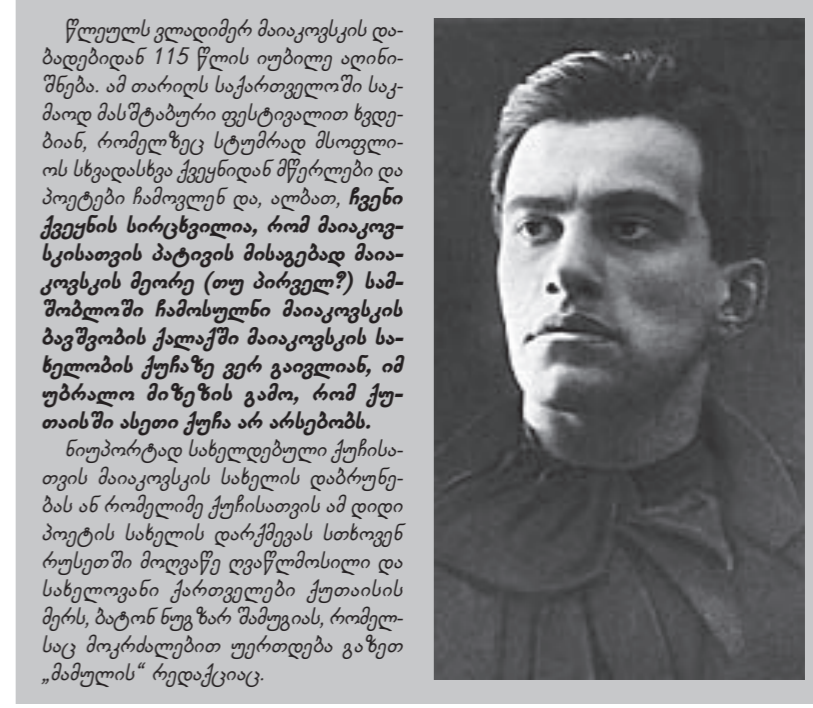 წლეულს ვლადიმერ მაიაკოვსკის და-
ბადებიდან 115 წლის იუბილე აღინი-
შნება. ამ თარიღს საქართველოში საკ-
მაოდ მასშტაბური ფესტივალით ხვდე-
ბიან, რომელზეც სტუმრად მსოფლი-
ოს სხვადასხვა ქვეყნიდან მწერლები და
პოეტები ჩამოვლენ და, ალბათ, ჩვენი
ქვეყნის სირცხვილია, რომ მაიაკოვ-
სკისათვის პატივის მისაგებად მაია-
კოვსკის მეორე (თუ პირველ?) სამ-
შობლოში ჩამოსულნი მაიაკოვსკის
ბავშვობის ქალაქში მაიაკოვსკის სა-
ხელობის ქუჩაზე ვერ გაივლიან, იმ
უბრალო მიზეზის გამო, რომ ქუ-
თაისში ასეთი ქუჩა არ არსებობს.
ნიუპორტად სახელდებული ქუჩისა-
თვის მაიაკოვსკის სახელის დაბრუნე-
ბას ან რომელიმე ქუჩისათვის ამ დიდი
პოეტის სახელის დარქმევას სთხოვენ
რუსეთში მოღვაწე ღვაწლმოსილი და
სახელოვანი ქართველები ქუთაისის
მერს, ბატონ ნუგზარ შამუგიას, რომელ-
საც მოკრძალებით უერთდება გაზეთ
„მამულის“ რედაქციაც.